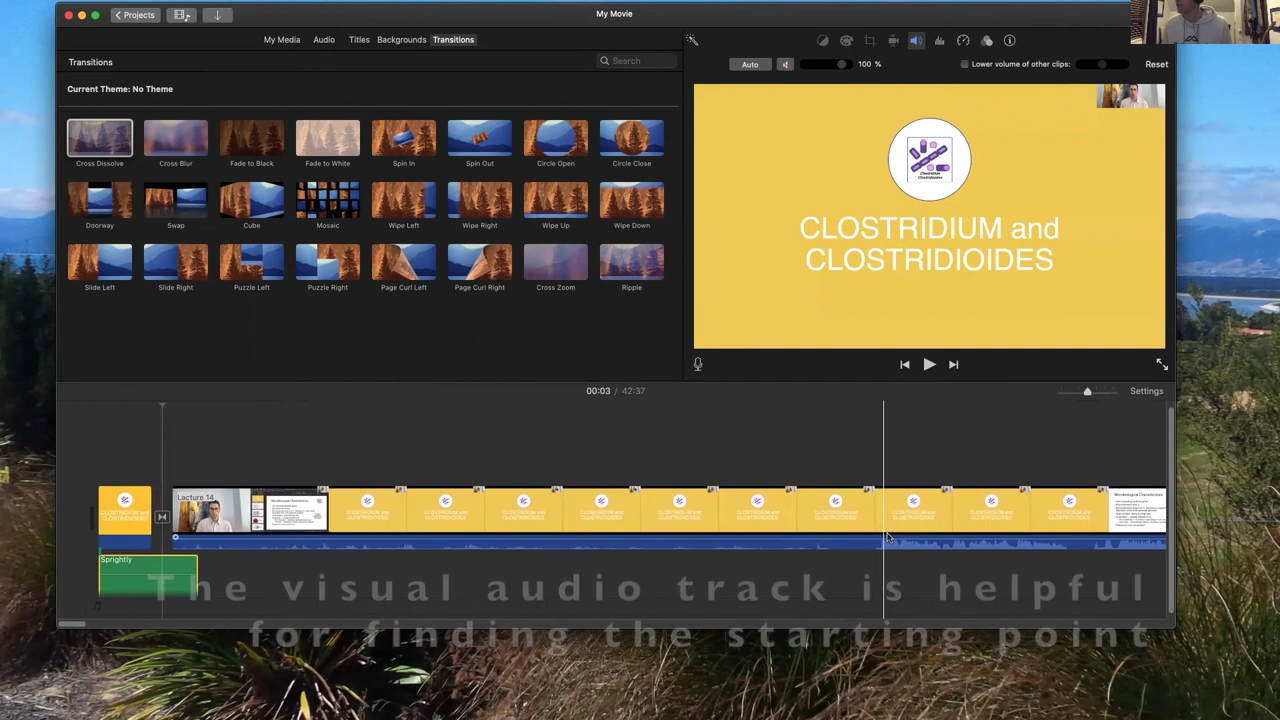 Projects
My Movie
My Media Audio Titles Backgrounds Transitions
Transitions
Search
Auto
100 %
Lower volume of other clips:
Reset
Current Theme: No Theme
Cross Dissolve Cross Blur Fade to Black Fade to White Spin In Spin Out Circle Open Circle Close
Doorway Swap Cube Mosaic Wipe Left Wipe Right Wipe Up Wipe Down
Slide Left Slide Right Puzzle Left Puzzle Right Page Curl Left Page Curl Right Cross Zoom Ripple
Clostridium
Clostridioides
CLOSTRIDIUM and
CLOSTRIDIOIDES
00:03 / 42:37
Settings
Lacture 14
Sprightly
The visual audio track is helpful
for finding the starting point